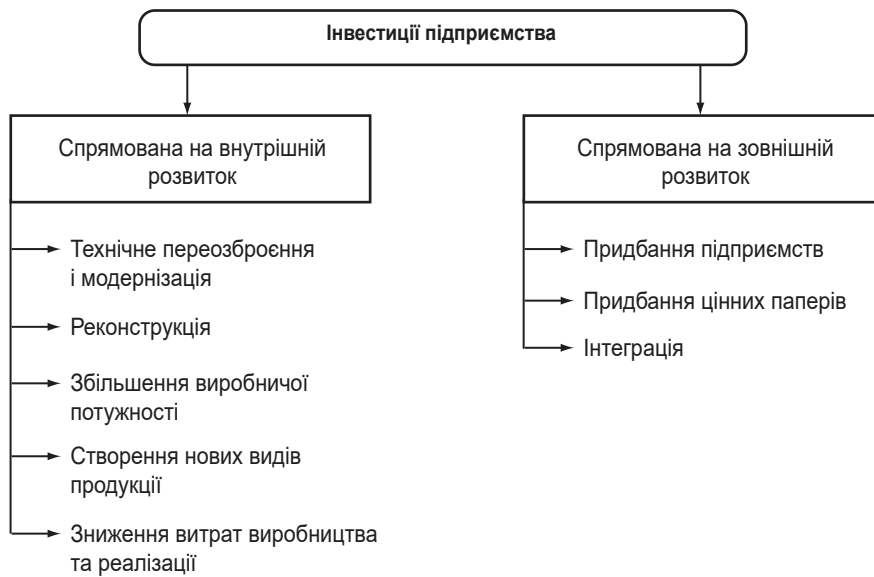 Інвестиції підприємства
Спрямована на внутрішній
розвиток
Технічне переозброєння
і модернізація
Реконструкція
Збільшення виробничої
потужності
Створення нових видів
продукції
Зниження витрат виробництва
та реалізації
Спрямована на зовнішній
розвиток
Придбання підприємств
Придбання цінних паперів
Інтеграція